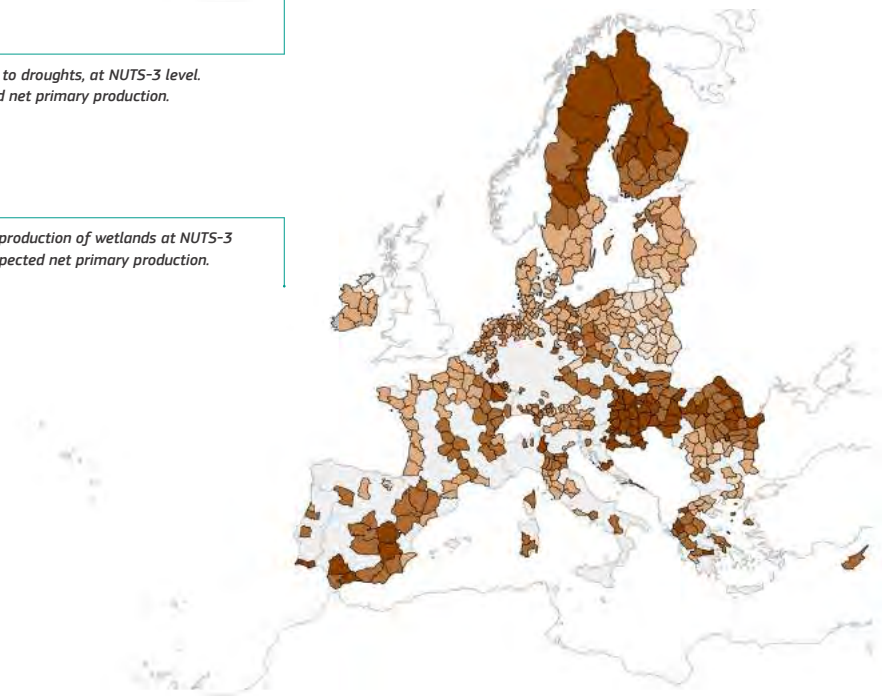 to droughts, at NUTS-3 level.
d net primary production.
production of wetlands at NUTS-3
pected net primary production.